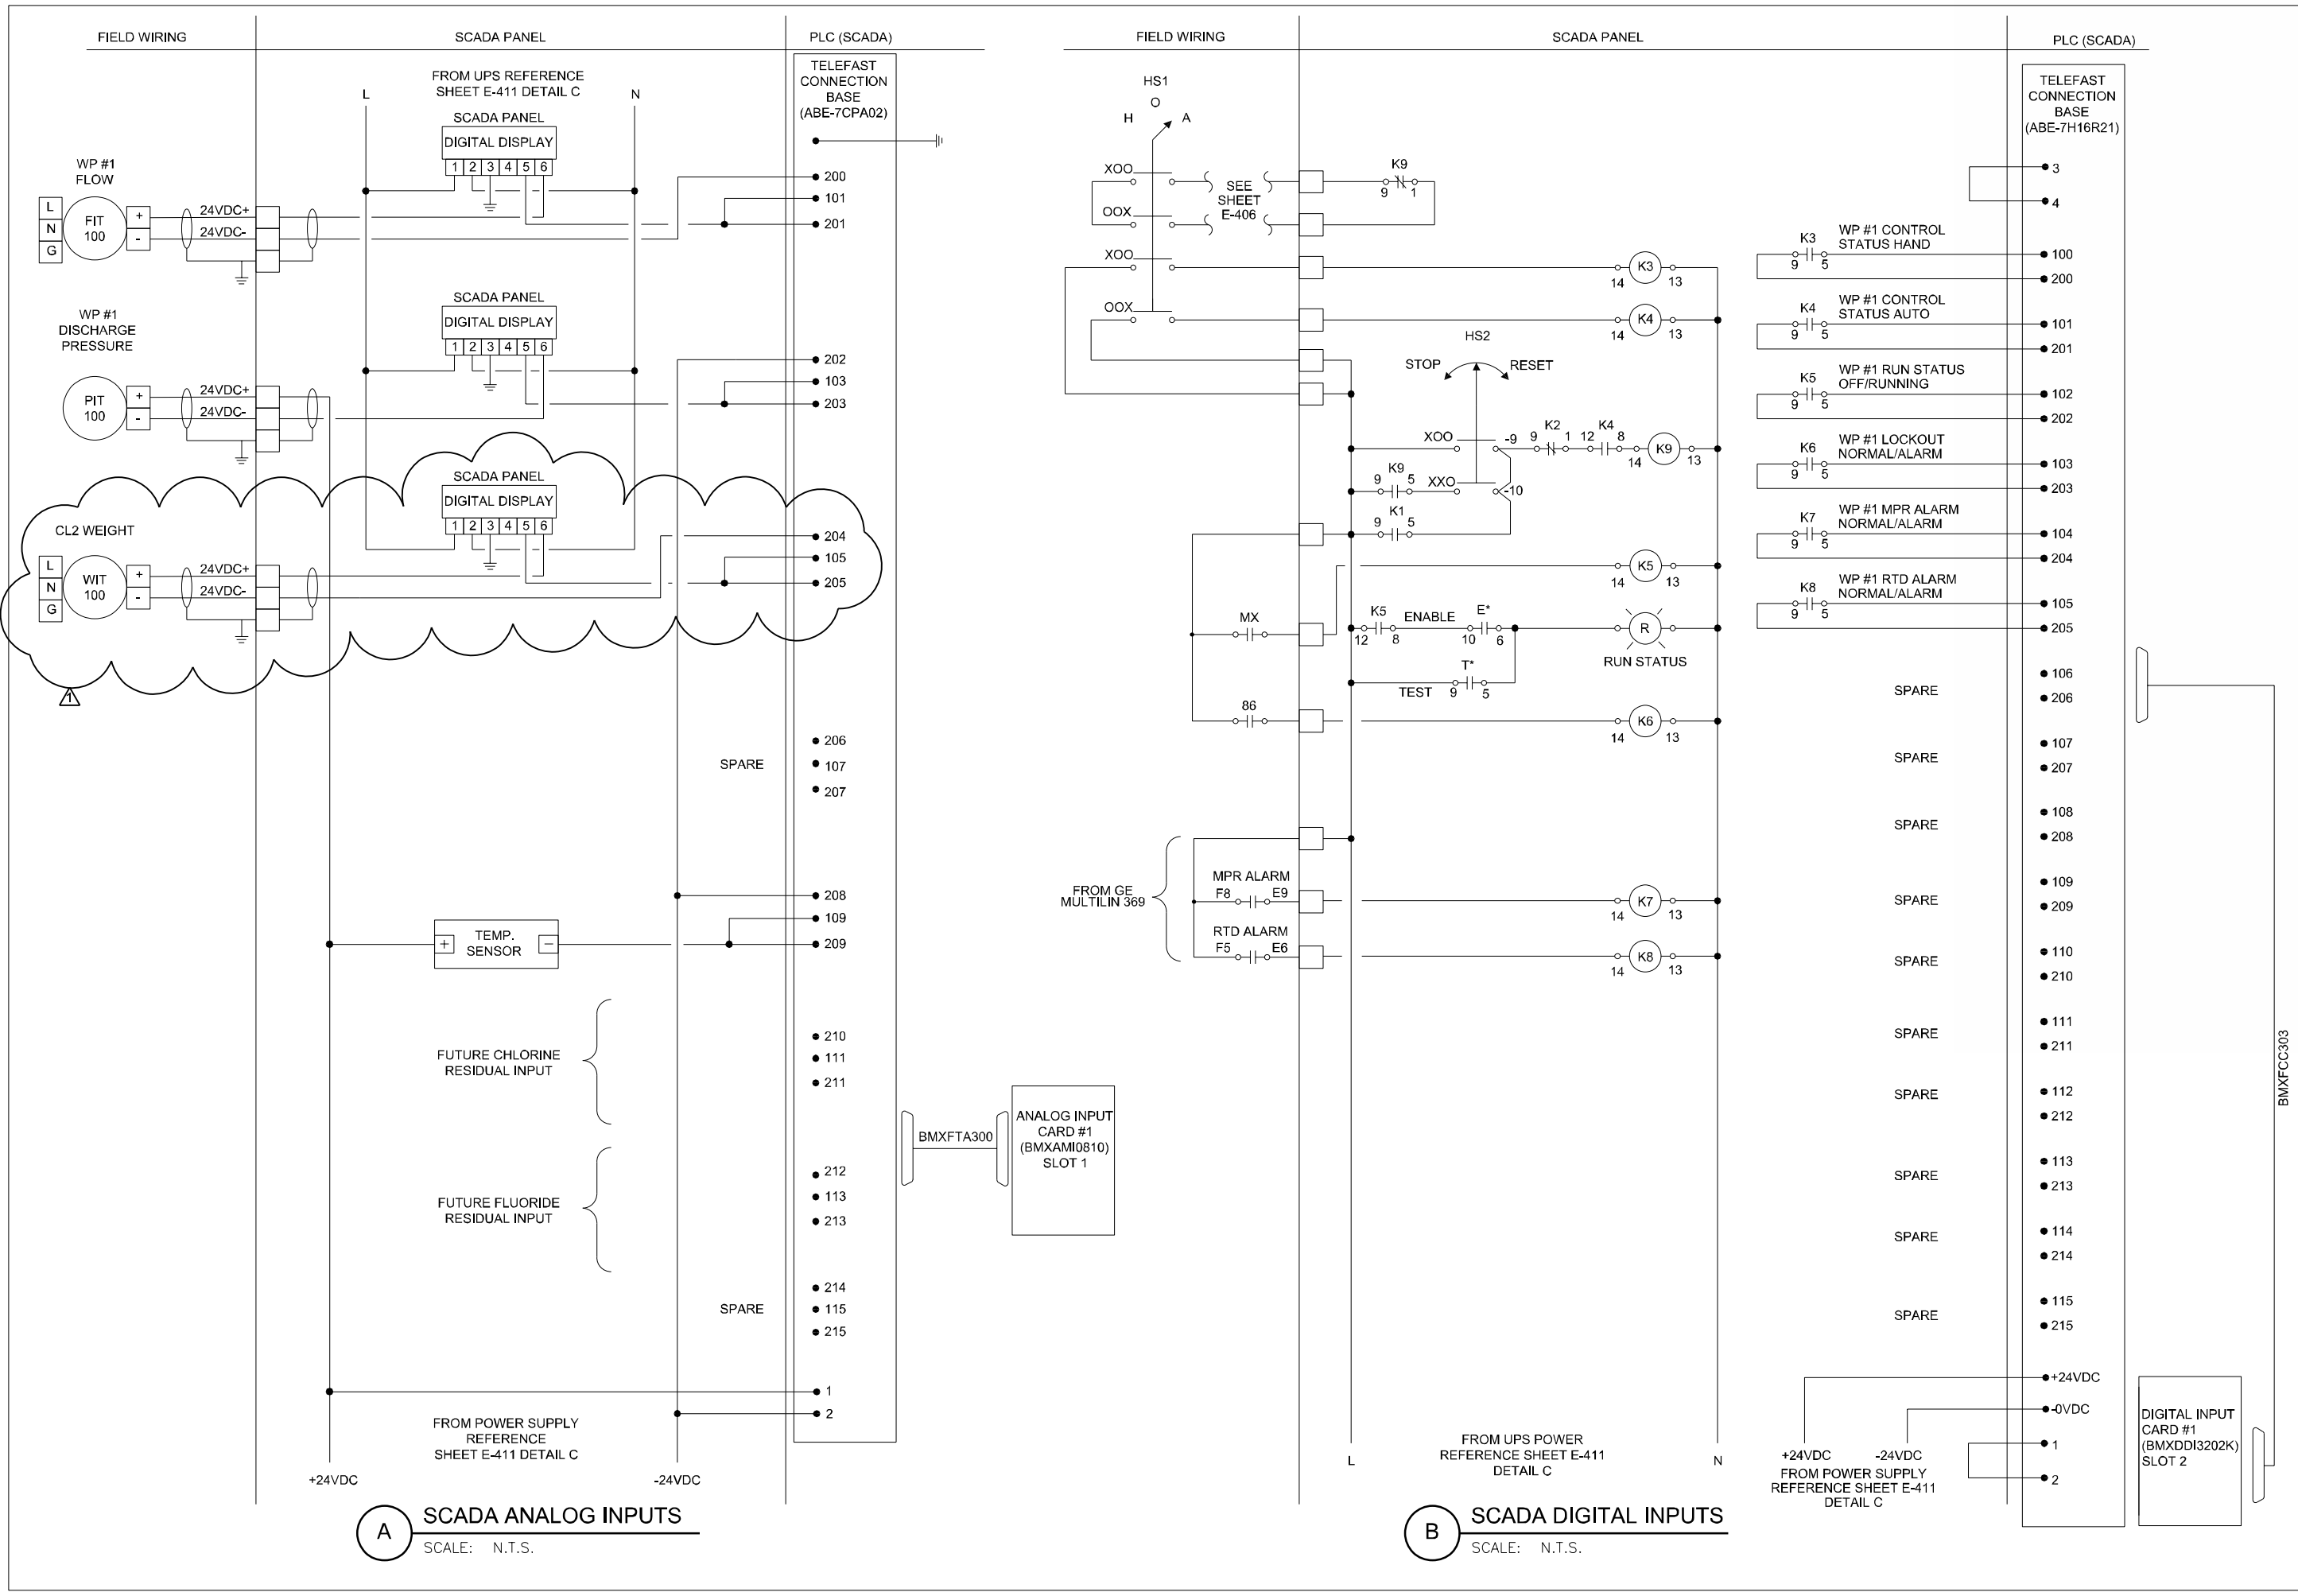 FIELD WIRING
SCADA PANEL
PLC (SCADA)
FROM UPS REFERENCE
SHEET E-411 DETAIL C
L
N
TELEFAST
CONNECTION
BASE
(ABE-7CPA02)
SCADA PANEL
DIGITAL DISPLAY
1 2 3 4 5 6
WP #1
FLOW
L
N
G
FIT
100
+
-
24VDC+
24VDC-
200
101
201
SCADA PANEL
DIGITAL DISPLAY
1 2 3 4 5 6
WP #1
DISCHARGE
PRESSURE
PIT
100
+
-
24VDC+
24VDC-
202
103
203
SCADA PANEL
DIGITAL DISPLAY
1 2 3 4 5 6
CL2 WEIGHT
L
N
G
WIT
100
+
-
24VDC+
24VDC-
204
105
205
1
SPARE
206
107
207
TEMP.
SENSOR
+
-
208
109
209
FUTURE CHLORINE
RESIDUAL INPUT
210
111
211
FUTURE FLUORIDE
RESIDUAL INPUT
212
113
213
BMXFTA300
ANALOG INPUT
CARD #1
(BMXAMI0810)
SLOT 1
SPARE
214
115
215
1
2
FROM POWER SUPPLY
REFERENCE
SHEET E-411 DETAIL C
+24VDC
-24VDC
A
SCADA ANALOG INPUTS
SCALE: N.T.S.
FIELD WIRING
SCADA PANEL
PLC (SCADA)
HS1
O
H
A
XOO
OOX
XOO
OOX
SEE
SHEET
E-406
K9
9 1
K3
14 13
K4
14 13
HS2
STOP
RESET
XOO
-9
K2
9 1
K4
12 8
K9
14 13
K9
9 5
XXO
-10
K1
9 5
K5
14 13
MX
K5
12 8
ENABLE
E*
10 6
R
RUN STATUS
T*
TEST
9 5
86
K6
14 13
FROM GE
MULTILIN 369
MPR ALARM
F8 E9
K7
14 13
RTD ALARM
F5 E6
K8
14 13
L
N
FROM UPS POWER
REFERENCE SHEET E-411
DETAIL C
TELEFAST
CONNECTION
BASE
(ABE-7H16R21)
3
4
K3
9 5
WP #1 CONTROL
STATUS HAND
100
200
K4
9 5
WP #1 CONTROL
STATUS AUTO
101
201
K5
9 5
WP #1 RUN STATUS
OFF/RUNNING
102
202
K6
9 5
WP #1 LOCKOUT
NORMAL/ALARM
103
203
K7
9 5
WP #1 MPR ALARM
NORMAL/ALARM
104
204
K8
9 5
WP #1 RTD ALARM
NORMAL/ALARM
105
205
SPARE
106
206
SPARE
107
207
SPARE
108
208
SPARE
109
209
SPARE
110
210
SPARE
111
211
SPARE
112
212
SPARE
113
213
SPARE
114
214
SPARE
115
215
+24VDC
-0VDC
1
2
+24VDC
-24VDC
FROM POWER SUPPLY
REFERENCE SHEET E-411
DETAIL C
BMXFCC303
DIGITAL INPUT
CARD #1
(BMXDDI3202K)
SLOT 2
B
SCADA DIGITAL INPUTS
SCALE: N.T.S.